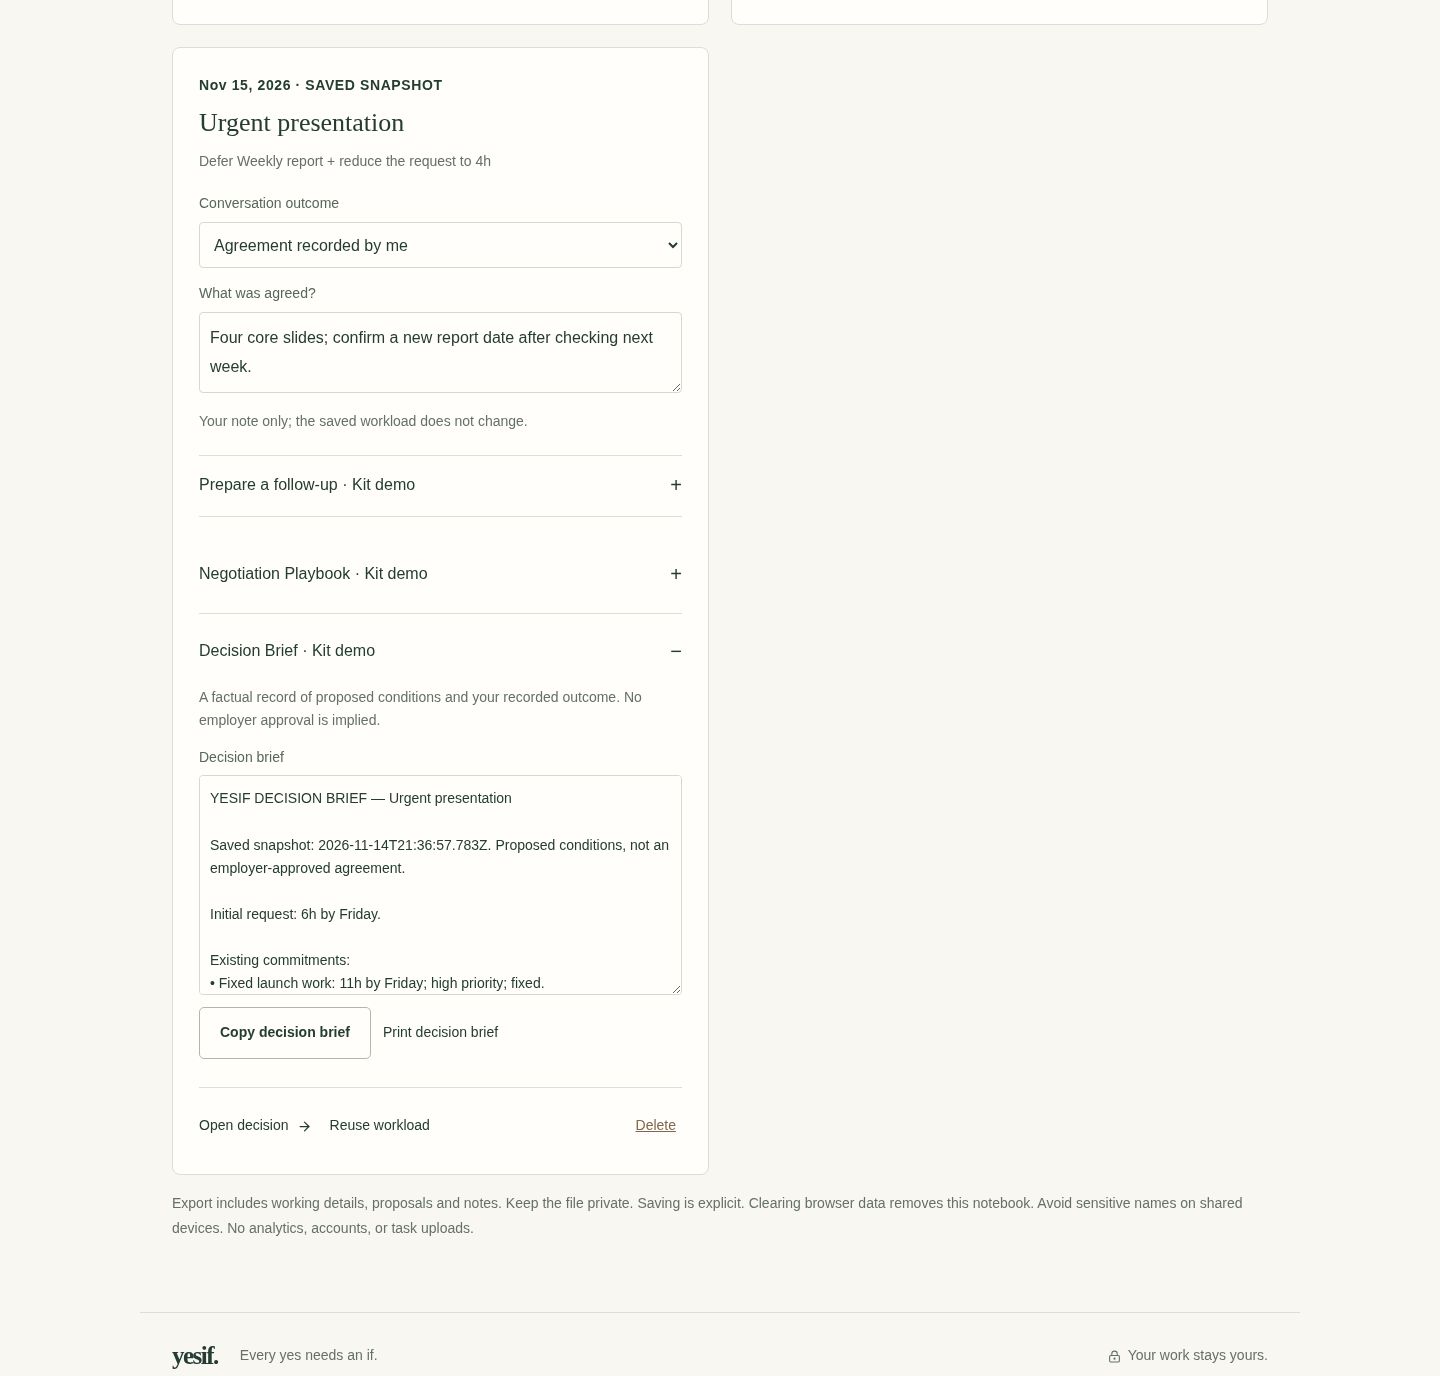 Nov 15, 2026 · SAVED SNAPSHOT
Urgent presentation
Defer Weekly report + reduce the request to 4h
Conversation outcome
Agreement recorded by me
What was agreed?
Four core slides; confirm a new report date after checking next
week.
Your note only; the saved workload does not change.
Prepare a follow-up · Kit demo +
Negotiation Playbook · Kit demo +
Decision Brief · Kit demo −
A factual record of proposed conditions and your recorded outcome. No
employer approval is implied.
Decision brief
YESIF DECISION BRIEF — Urgent presentation
Saved snapshot: 2026-11-14T21:36:57.783Z. Proposed conditions, not an
employer-approved agreement.
Initial request: 6h by Friday.
Existing commitments:
• Fixed launch work: 11h by Friday; high priority; fixed.
Copy decision brief Print decision brief
Open decision → Reuse workload Delete
Export includes working details, proposals and notes. Keep the file private. Saving is explicit. Clearing browser data removes this notebook. Avoid sensitive names on shared
devices. No analytics, accounts, or task uploads.
yesif. Every yes needs an if. Your work stays yours.